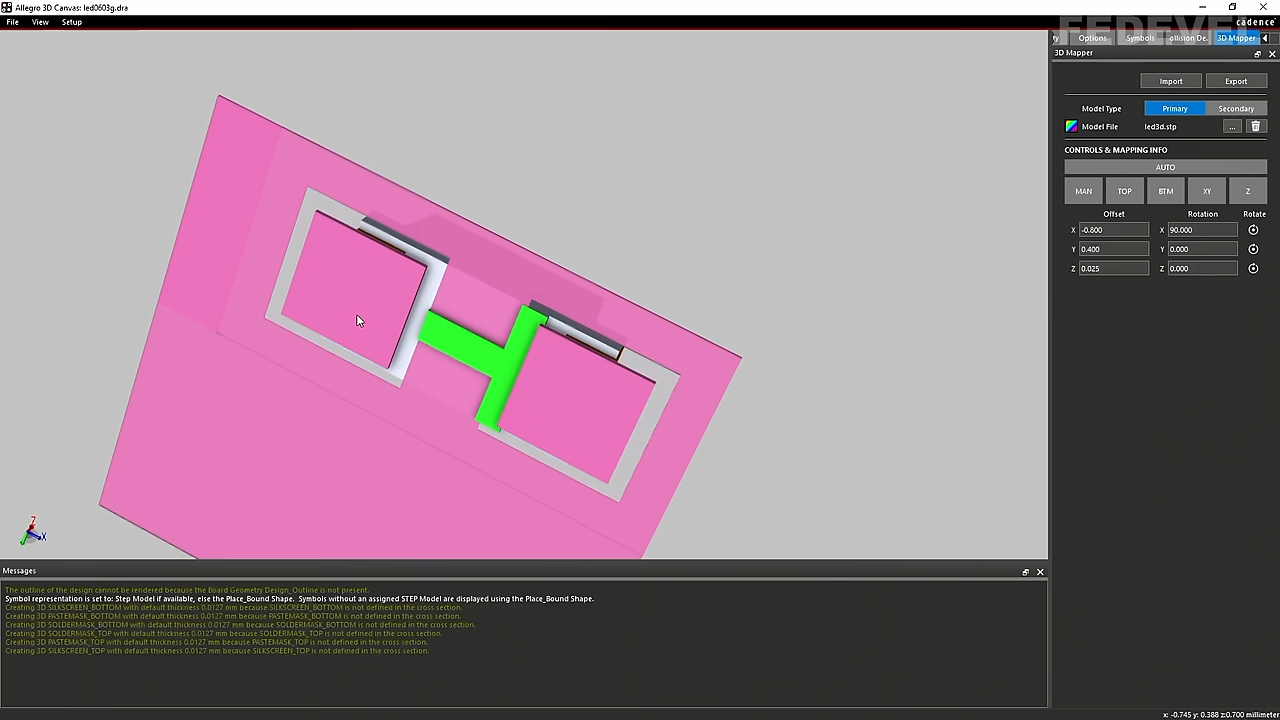 Allegro 3D Canvas: led0603g.dra
File View Setup
FEDEVEL
cadence
ty Options Symbols ollision De. 3D Mapper
3D Mapper
Import Export
Model Type Primary Secondary
Model File led3d.stp ...
CONTROLS & MAPPING INFO
AUTO
MAN TOP BTM XY Z
Offset Rotation Rotate
X -0.800 X 90.000
Y 0.400 Y 0.000
Z 0.025 Z 0.000
Z X
Messages
The outline of the design cannot be rendered because the Board Geometry Design_Outline is not present.
Symbol representation is set to: Step Model if available, else the Place_Bound Shape. Symbols without an assigned STEP Model are displayed using the Place_Bound Shape.
Creating 3D SILKSCREEN_BOTTOM with default thickness 0.0127 mm because SILKSCREEN_BOTTOM is not defined in the cross section.
Creating 3D PASTEMASK_BOTTOM with default thickness 0.0127 mm because PASTEMASK_BOTTOM is not defined in the cross section.
Creating 3D SOLDERMASK_BOTTOM with default thickness 0.0127 mm because SOLDERMASK_BOTTOM is not defined in the cross section.
Creating 3D SOLDERMASK_TOP with default thickness 0.0127 mm because SOLDERMASK_TOP is not defined in the cross section.
Creating 3D PASTEMASK_TOP with default thickness 0.0127 mm because PASTEMASK_TOP is not defined in the cross section.
Creating 3D SILKSCREEN_TOP with default thickness 0.0127 mm because SILKSCREEN_TOP is not defined in the cross section.
x: -0.745 y: 0.388 z:0.700 millimeter